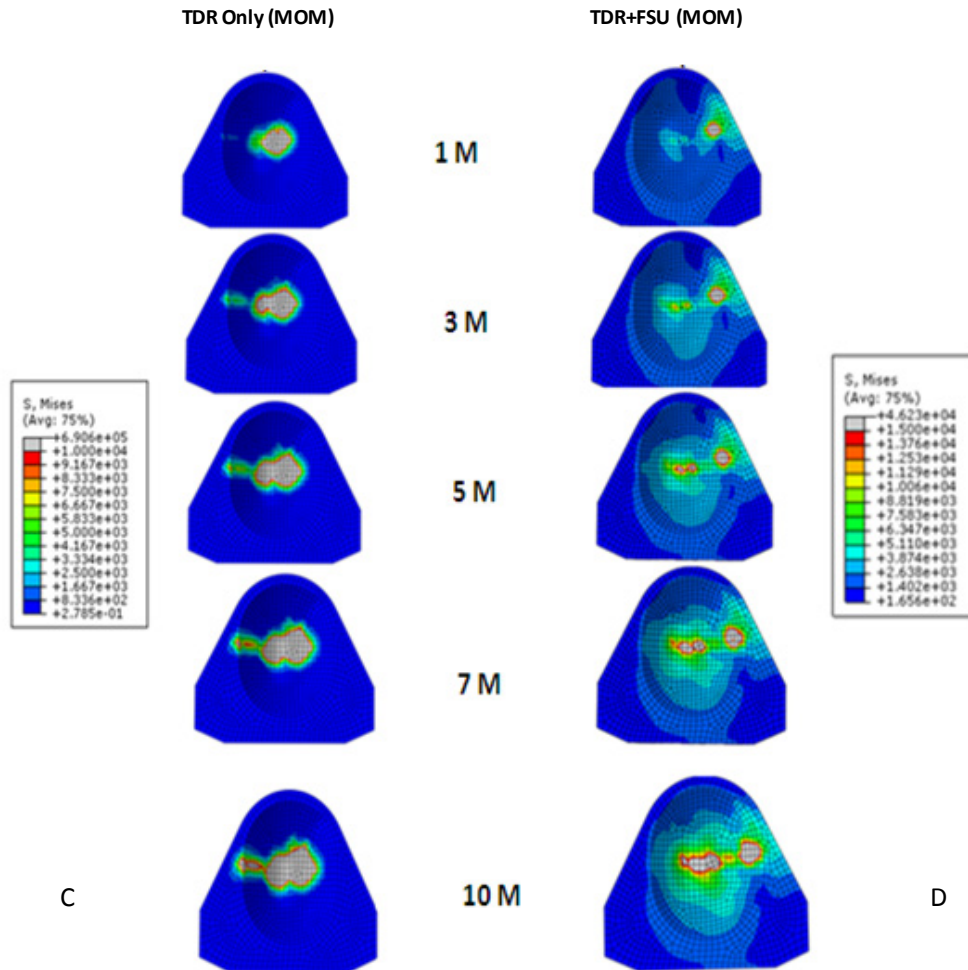 TDR Only (MOM)
TDR+FSU (MOM)
1 M
3 M
5 M
7 M
10 M
S, Mises
(Avg: 75%)
+6.906e+05
+1.000e+04
+9.167e+03
+8.333e+03
+7.500e+03
+6.667e+03
+5.833e+03
+5.000e+03
+4.167e+03
+3.334e+03
+2.500e+03
+1.667e+03
+8.336e+02
+2.785e-01
S, Mises
(Avg: 75%)
+4.623e+04
+1.500e+04
+1.376e+04
+1.253e+04
+1.129e+04
+1.006e+04
+8.819e+03
+7.583e+03
+6.347e+03
+5.110e+03
+3.874e+03
+2.638e+03
+1.402e+03
+1.656e+02
C
D